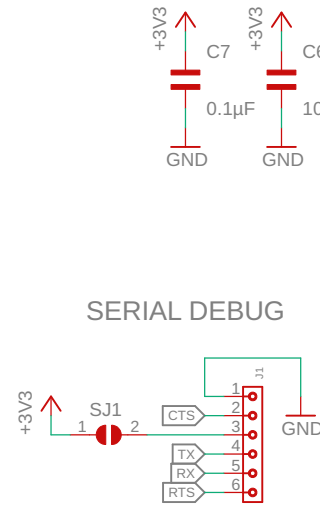 +3V3
+3V3
C7
C6
0.1µF
10
GND
GND
SERIAL DEBUG
J1
+3V3
SJ1
1
2
1
2
3
4
5
6
CTS
TX
RX
RTS
GND